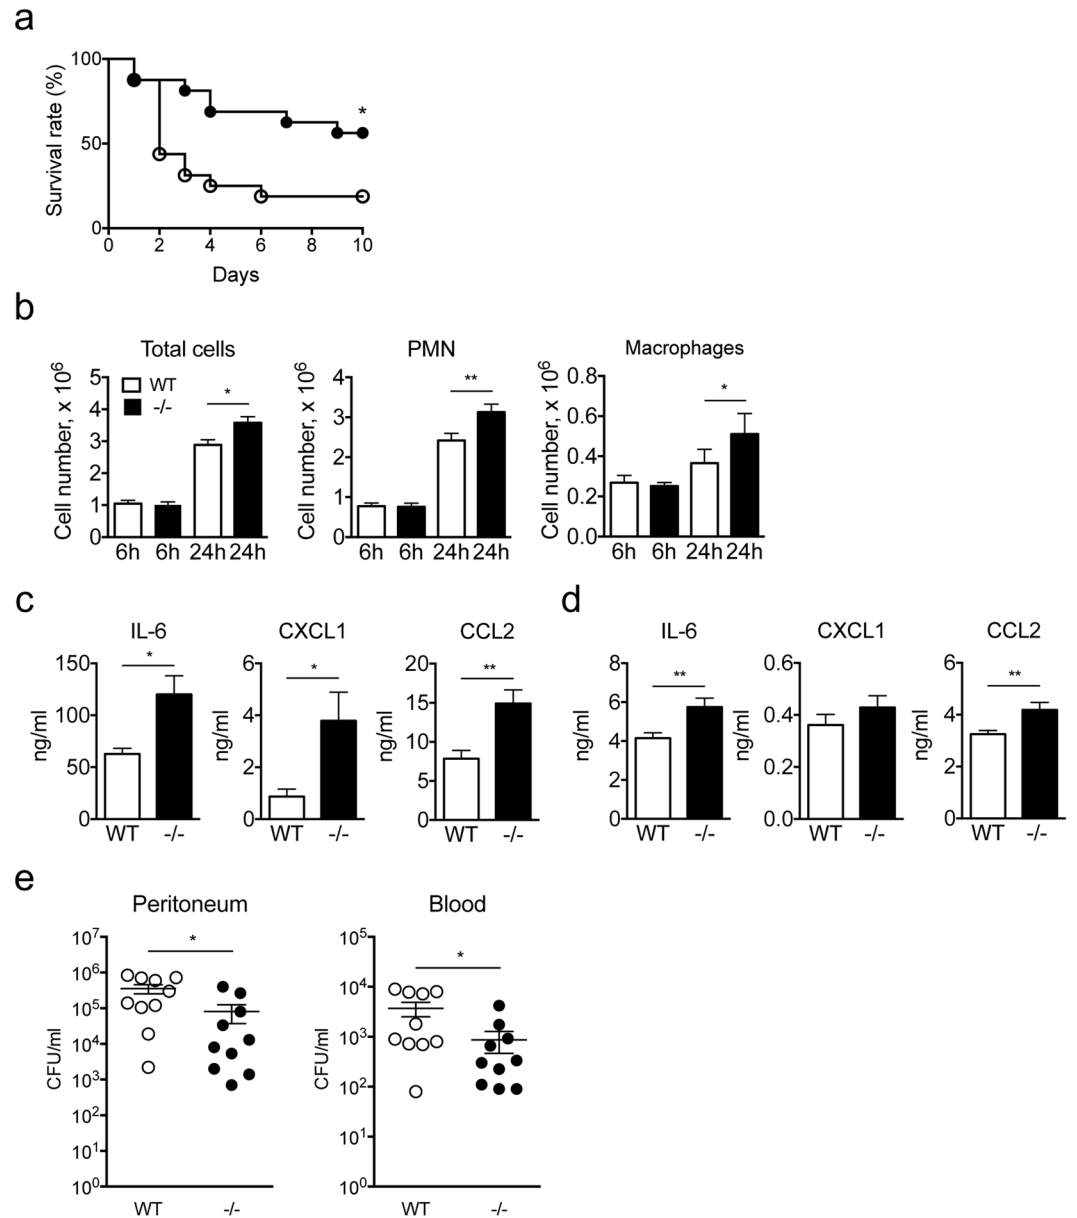 a
Survival rate (%)
100
50
0
*
0 2 4 6 8 10
Days
b
Total cells PMN Macrophages
Cell number, x 10⁶
5
4
3
2
1
0
WT
-/-
*
6h 6h 24h 24h
Cell number, x 10⁶
4
3
2
1
0
**
6h 6h 24h 24h
Cell number, x 10⁶
0.8
0.6
0.4
0.2
0.0
*
6h 6h 24h 24h
c
IL-6
ng/ml
150
100
50
0
*
WT -/-
CXCL1
ng/ml
6
4
2
0
*
WT -/-
CCL2
ng/ml
20
15
10
5
0
**
WT -/-
d
IL-6
ng/ml
8
6
4
2
0
**
WT -/-
CXCL1
ng/ml
0.6
0.4
0.2
0.0
WT -/-
CCL2
ng/ml
6
4
2
0
**
WT -/-
e
Peritoneum
CFU/ml
10⁷
10⁶
10⁵
10⁴
10³
10²
10¹
10⁰
*
WT -/-
Blood
CFU/ml
10⁵
10⁴
10³
10²
10¹
10⁰
*
WT -/-